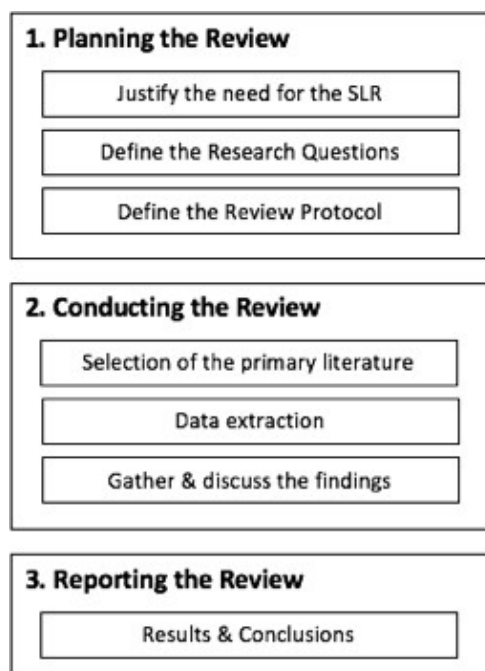 1. Planning the Review
Justify the need for the SLR
Define the Research Questions
Define the Review Protocol
2. Conducting the Review
Selection of the primary literature
Data extraction
Gather & discuss the findings
3. Reporting the Review
Results & Conclusions